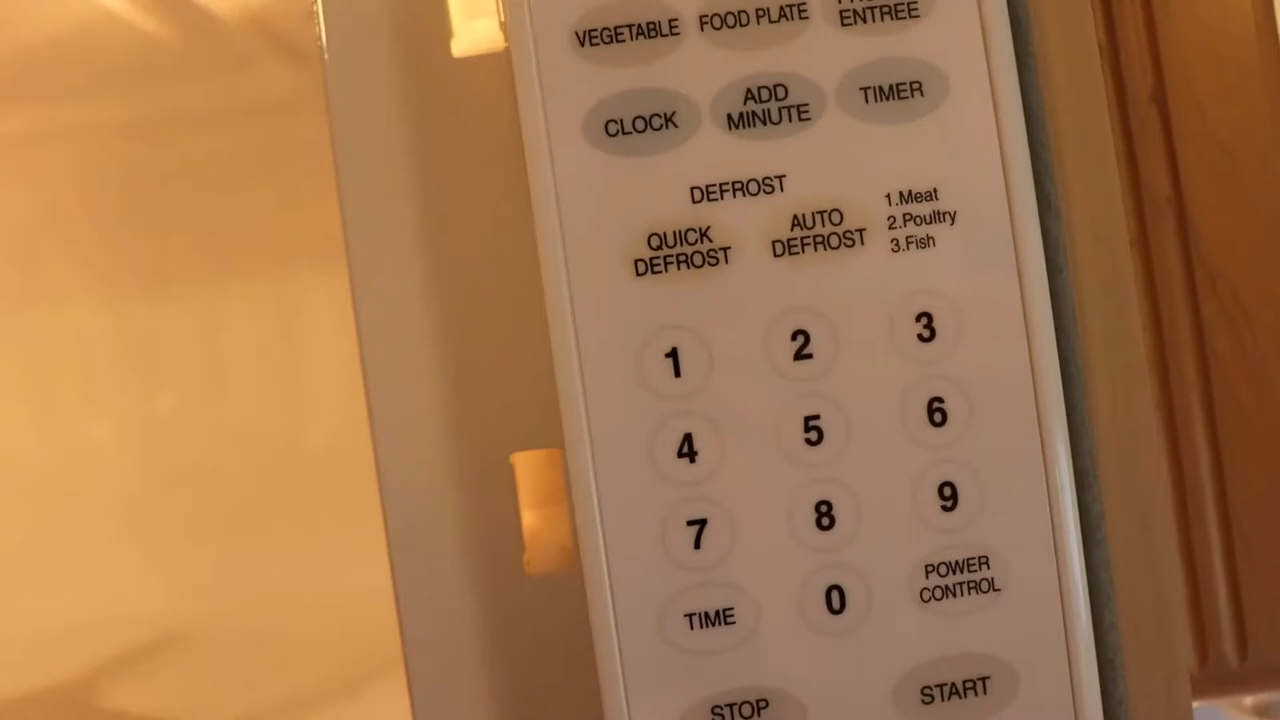 VEGETABLE
FOOD PLATE
ENTREE
CLOCK
ADD
MINUTE
TIMER
DEFROST
QUICK
DEFROST
AUTO
DEFROST
1.Meat
2.Poultry
3.Fish
1
2
3
4
5
6
7
8
9
TIME
0
POWER
CONTROL
STOP
START